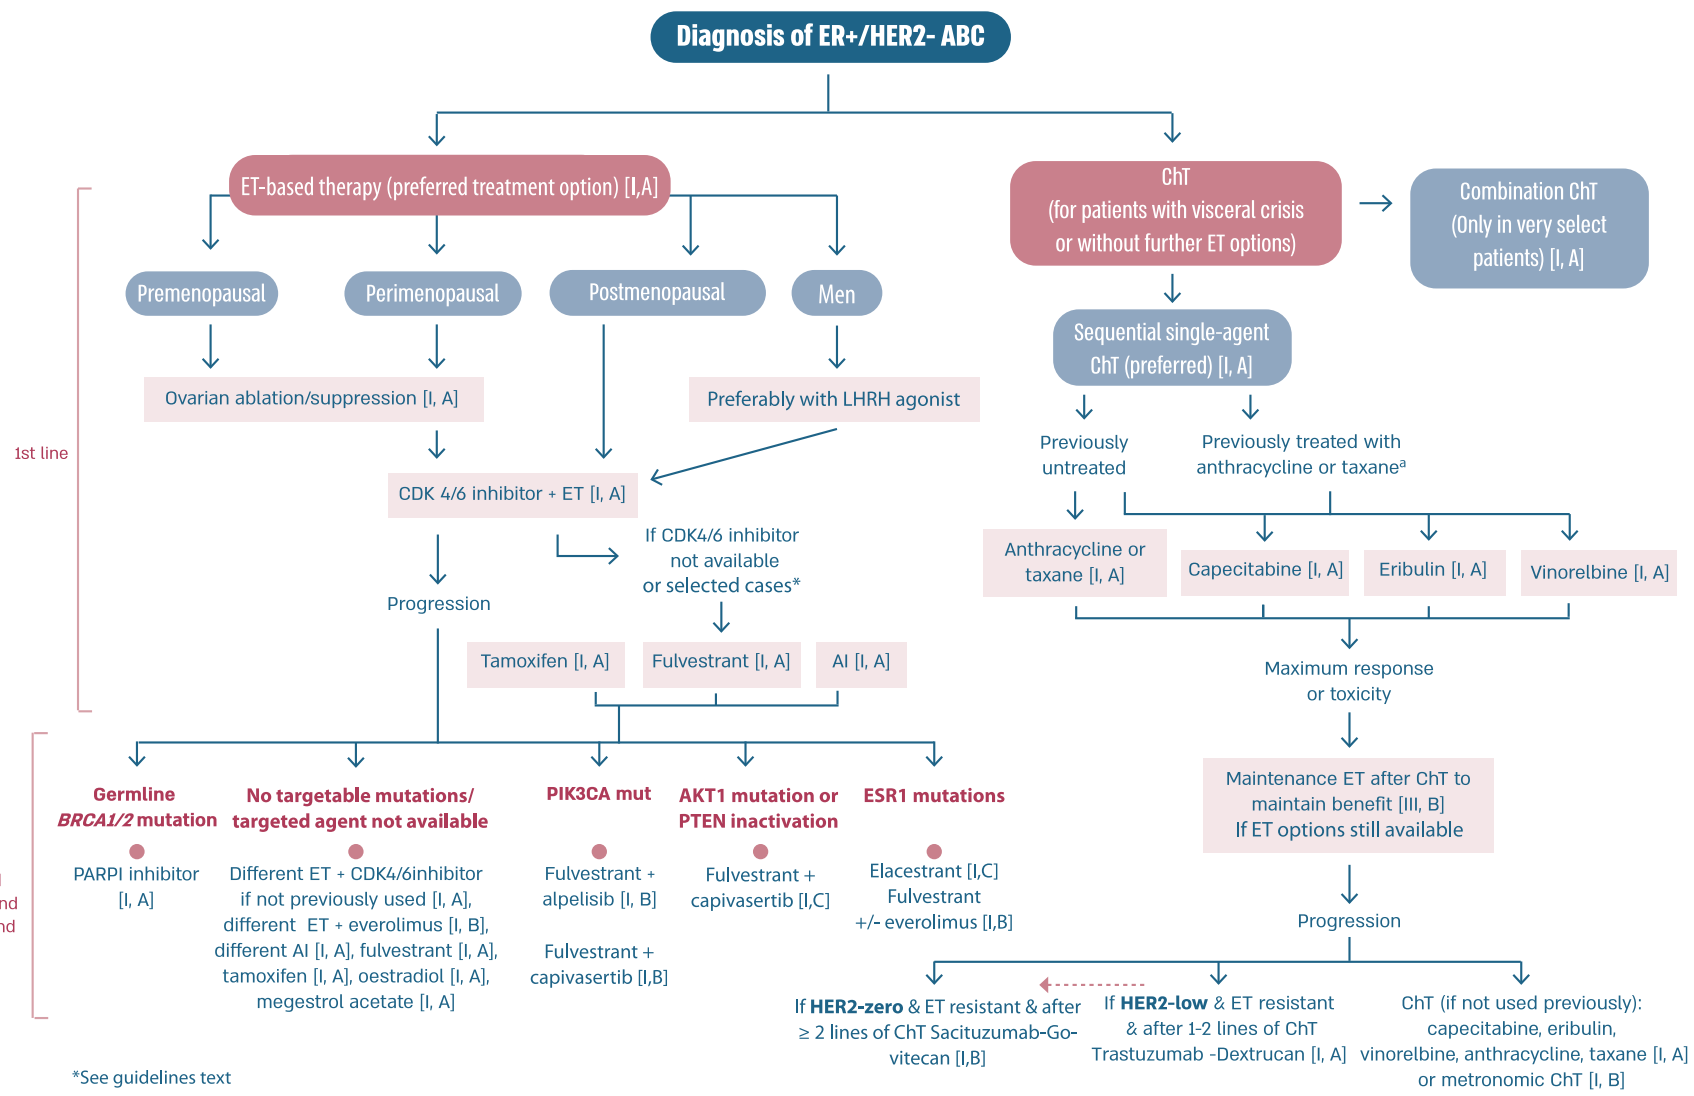 Diagnosis of ER+/HER2- ABC
ET-based therapy (preferred treatment option) [I,A]
ChT
(for patients with visceral crisis
or without further ET options)
Combination ChT
(Only in very select
patients) [I, A]
Premenopausal
Perimenopausal
Postmenopausal
Men
Sequential single-agent
ChT (preferred) [I, A]
Ovarian ablation/suppression [I, A]
Preferably with LHRH agonist
1st line
Previously
untreated
Previously treated with
anthracycline or taxaneª
CDK 4/6 inhibitor + ET [I, A]
If CDK4/6 inhibitor
not available
or selected cases*
Progression
Anthracycline or
taxane [I, A]
Capecitabine [I, A]
Eribulin [I, A]
Vinorelbine [I, A]
Tamoxifen [I, A]
Fulvestrant [I, A]
AI [I, A]
Maximum response
or toxicity
Germline
BRCA1/2 mutation
PARPI inhibitor
[I, A]
No targetable mutations/
targeted agent not available
Different ET + CDK4/6inhibitor
if not previously used [I, A],
different ET + everolimus [I, B],
different AI [I, A], fulvestrant [I, A],
tamoxifen [I, A], oestradiol [I, A],
megestrol acetate [I, A]
PIK3CA mut
Fulvestrant +
alpelisib [I, B]
Fulvestrant +
capivasertib [I,B]
AKT1 mutation or
PTEN inactivation
Fulvestrant +
capivasertib [I,C]
ESR1 mutations
Elacestrant [I,C]
Fulvestrant
+/- everolimus [I,B]
nd
nd
Maintenance ET after ChT to
maintain benefit [III, B]
If ET options still available
Progression
If HER2-zero & ET resistant & after
≥ 2 lines of ChT Sacituzumab-Go-
vitecan [I,B]
If HER2-low & ET resistant
& after 1-2 lines of ChT
Trastuzumab -Dextrucan [I, A]
ChT (if not used previously):
capecitabine, eribulin,
vinorelbine, anthracycline, taxane [I, A]
or metronomic ChT [I, B]
*See guidelines text